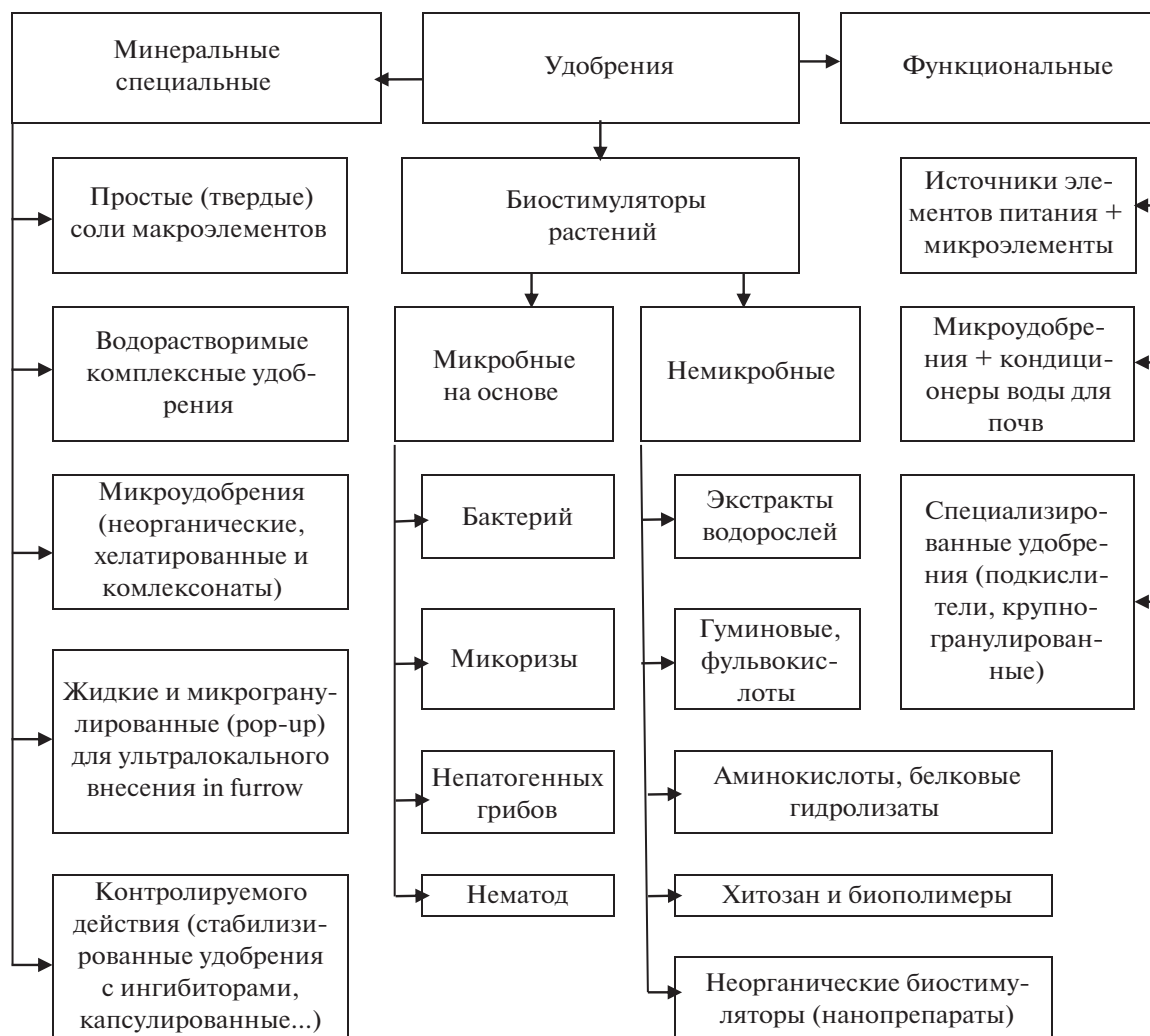 Минеральные
специальные
Удобрения
Функциональные
Простые (твердые)
соли макроэлементов
Водорастворимые
комплексные удоб-
рения
Микроудобрения
(неорганические,
хелатированные и
комлексонаты)
Жидкие и микрограну-
лированные (pop-up)
для ультралокального
внесения in furrow
Контролируемого
действия (стабилизи-
рованные удобрения
с ингибиторами,
капсулированные...)
Биостимуляторы
растений
Микробные
на основе
Бактерий
Микоризы
Непатогенных
грибов
Нематод
Немикробные
Экстракты
водорослей
Гуминовые,
фульвокис-
лоты
Аминокислоты, белковые
гидролизаты
Хитозан и биополимеры
Неорганические биостиму-
ляторы (нанопрепараты)
Источники эле-
ментов питания +
микроэлементы
Микроудобре-
ния + кондици-
онеры воды для
почв
Специализиро-
ванные удобре-
ния (подкисли-
тели, крупно-
гранулирован-
ные)